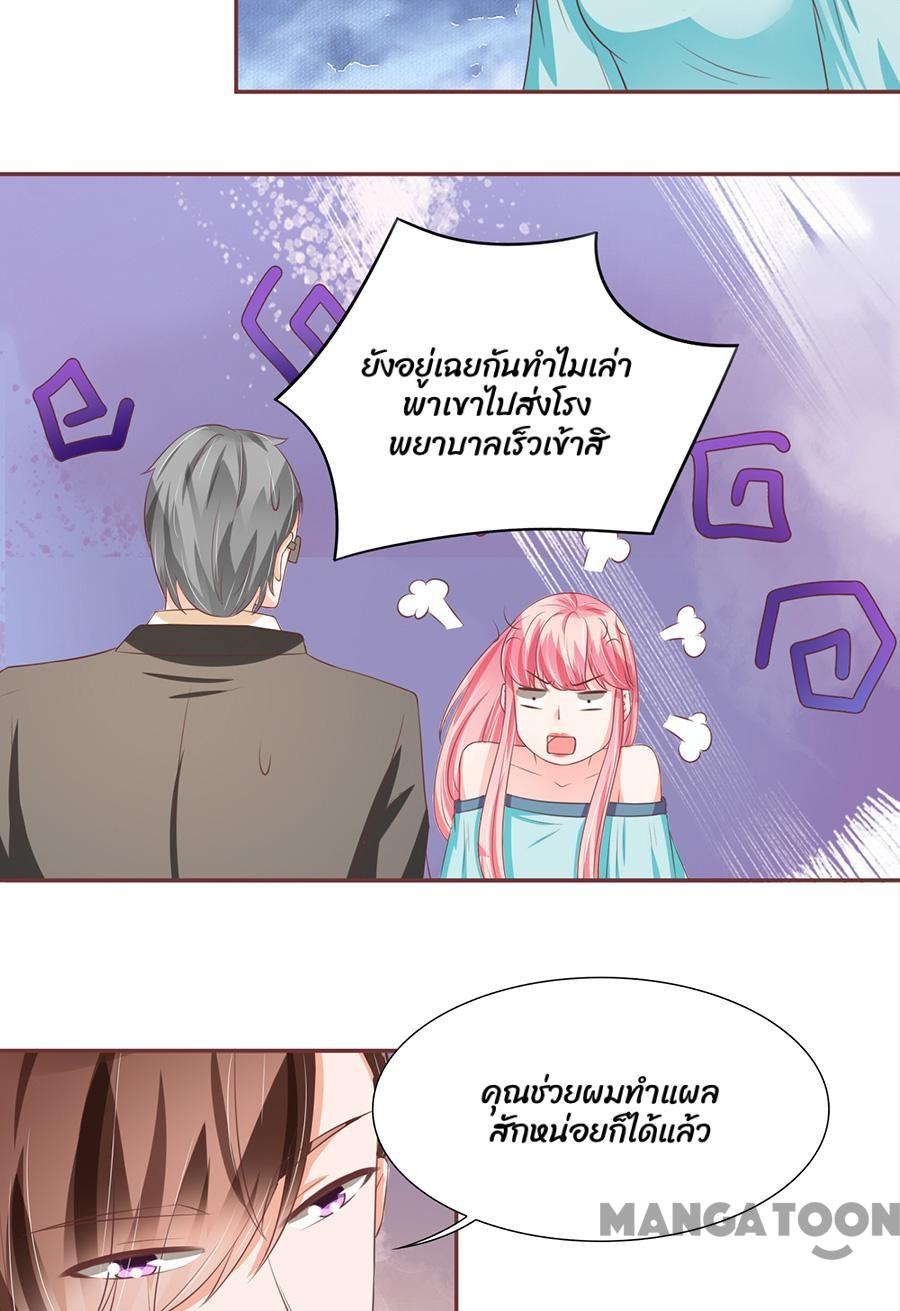 ยังอยู่เฉยกันทำไมเล่า
พาเขาไปส่งโรง
พยาบาลเร็วเข้าสิ
คุณช่วยผมทำแผล
สักหน่อยก็ได้แล้ว
MANGATOON